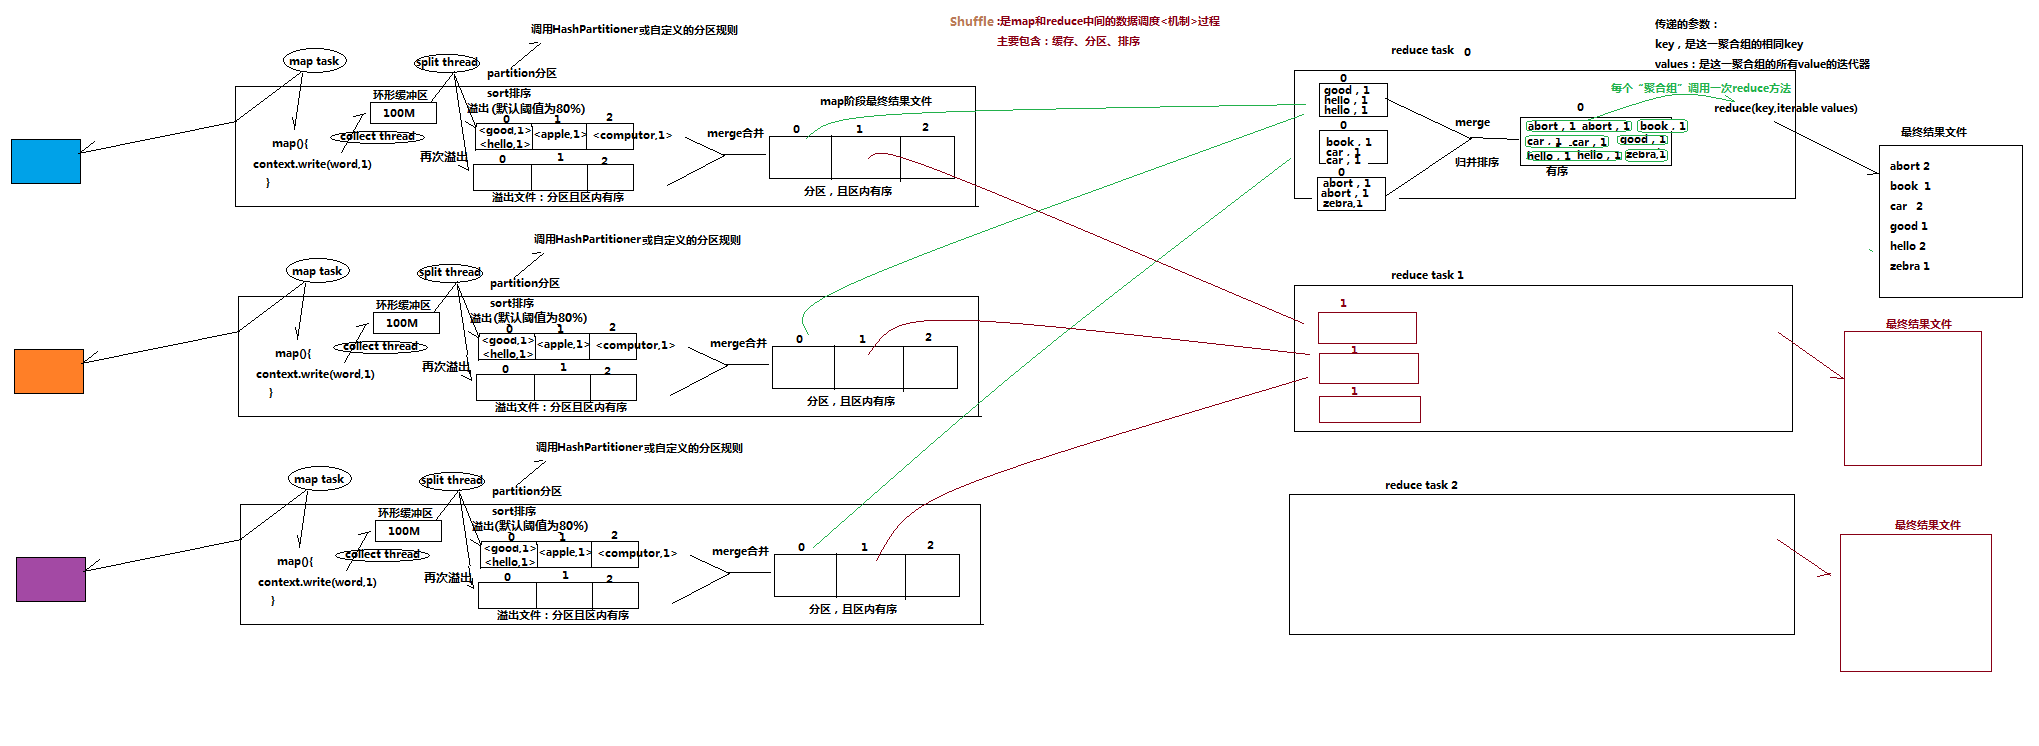 Shuffle :是map和reduce中间的数据调度<机制>过程
主要包含：缓存、分区、排序
调用HashPartitioner或自定义的分区规则
map task
split thread
partition分区
sort排序
环形缓冲区
100M
collect thread
溢出(默认阈值为80%)
0
1
2
<good,1>
<hello,1>
<apple,1>
<computor,1>
map(){
context.write(word,1)
}
再次溢出
0
1
2
溢出文件：分区且区内有序
merge合并
map阶段最终结果文件
0
1
2
分区，且区内有序
调用HashPartitioner或自定义的分区规则
map task
split thread
partition分区
sort排序
环形缓冲区
100M
collect thread
溢出(默认阈值为80%)
0
1
2
<good,1>
<hello,1>
<apple,1>
<computor,1>
map(){
context.write(word,1)
}
再次溢出
0
1
2
溢出文件：分区且区内有序
merge合并
0
1
2
分区，且区内有序
调用HashPartitioner或自定义的分区规则
map task
split thread
partition分区
sort排序
环形缓冲区
100M
collect thread
溢出(默认阈值为80%)
0
1
2
<good,1>
<hello,1>
<apple,1>
<computor,1>
map(){
context.write(word,1)
}
再次溢出
0
1
2
溢出文件：分区且区内有序
merge合并
0
1
2
分区，且区内有序
reduce task 0
传递的参数：
key，是这一聚合组的相同key
values：是这一聚合组的所有value的迭代器
每个“聚合组”调用一次reduce方法
reduce(key,iterable values)
0
good，1
hello，1
hello，1
0
book，1
car，1
car，1
0
abort，1
abort，1
zebra,1
merge
归并排序
0
abort，1 abort，1 book，1
car，1 car，1 good，1
hello，1 hello，1 zebra,1
有序
最终结果文件
abort 2
book 1
car 2
good 1
hello 2
zebra 1
reduce task 1
1
1
1
最终结果文件
reduce task 2
最终结果文件